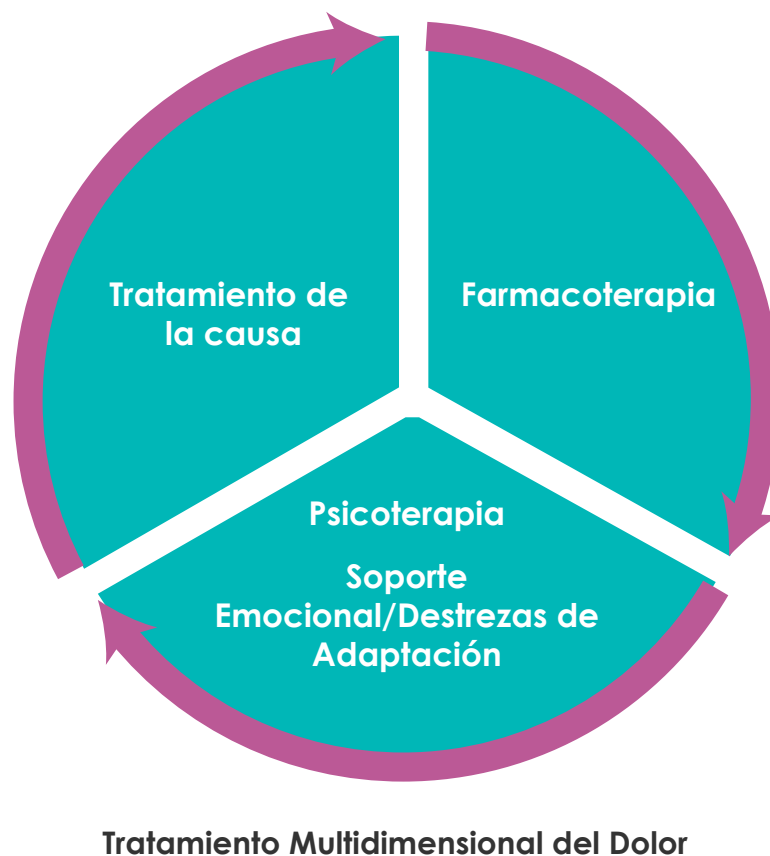 Tratamiento de
la causa
Farmacoterapia
Psicoterapia
Soporte
Emocional/Destrezas de
Adaptación
Tratamiento Multidimensional del Dolor